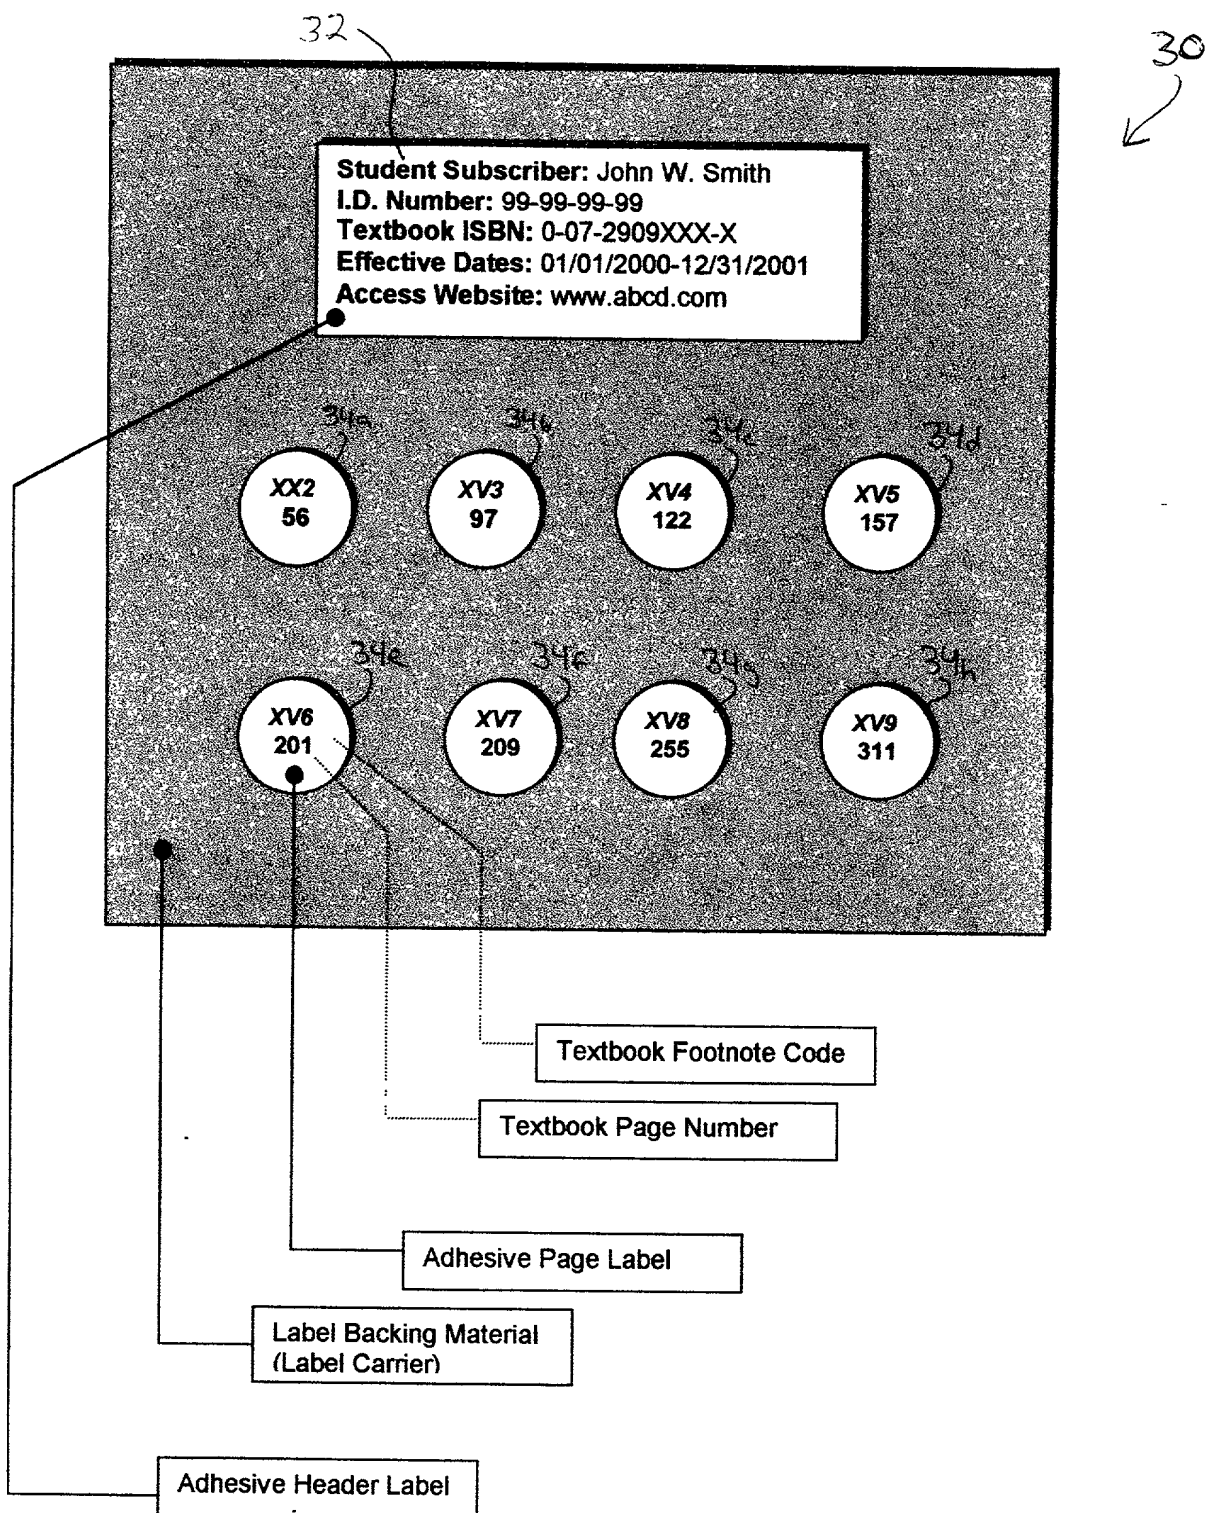 32
30
Student Subscriber: John W. Smith
I.D. Number: 99-99-99-99
Textbook ISBN: 0-07-2909XXX-X
Effective Dates: 01/01/2000-12/31/2001
Access Website: www.abcd.com
34a 34b 34c 34d
XX2 XV3 XV4 XV5
56 97 122 157
34e 34f 34g 34h
XV6 XV7 XV8 XV9
201 209 255 311
Textbook Footnote Code
Textbook Page Number
Adhesive Page Label
Label Backing Material
(Label Carrier)
Adhesive Header Label